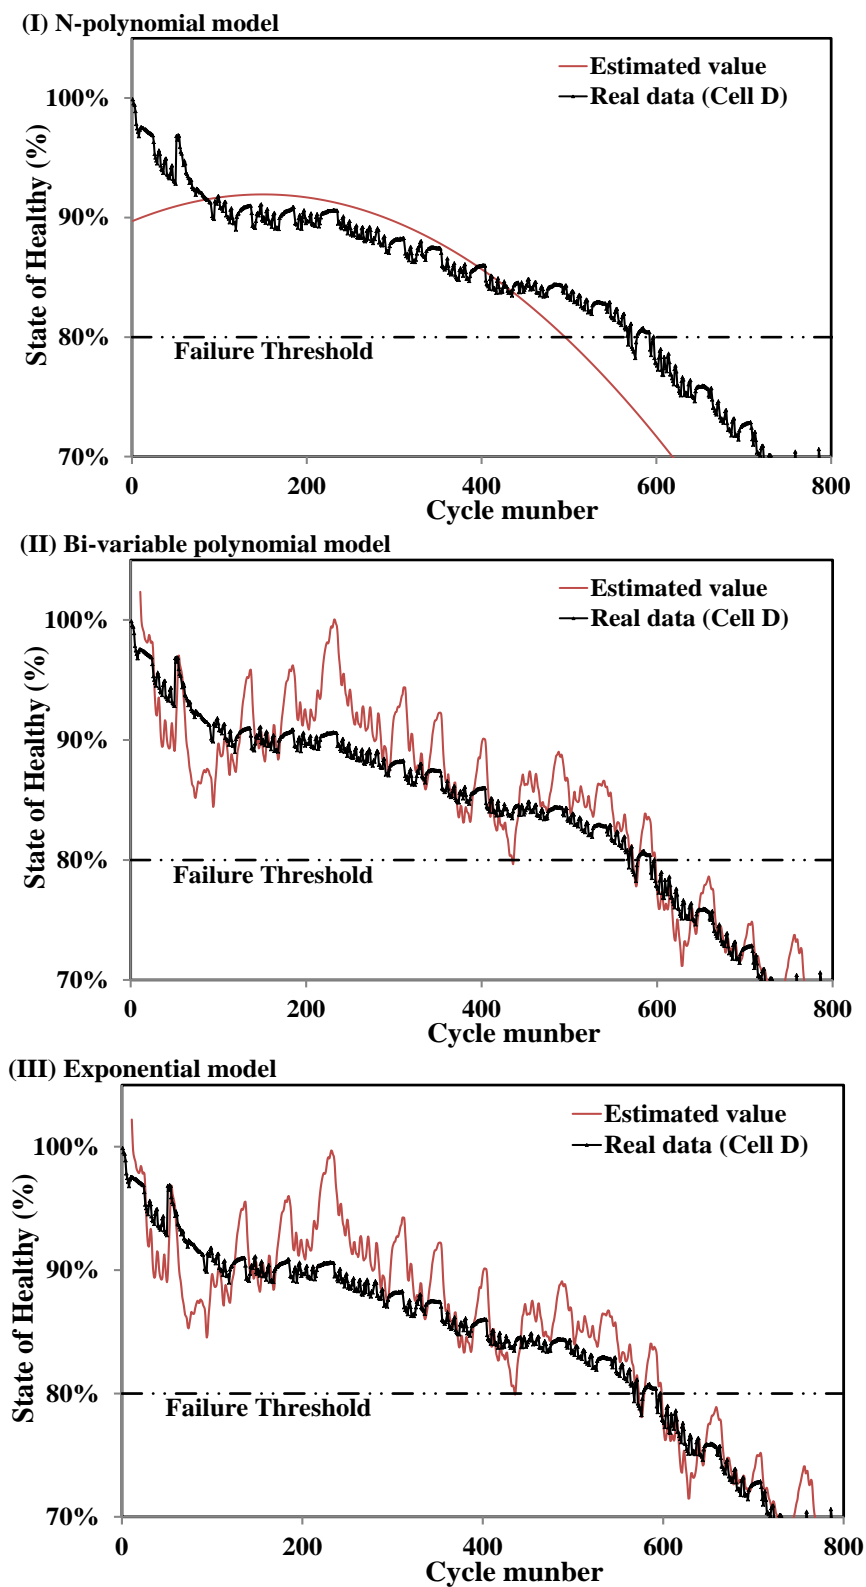 (I) N-polynomial model
Estimated value
Real data (Cell D)
100%
90%
80%
70%
State of Healthy (%)
Failure Threshold
0 200 400 600 800
Cycle munber
(II) Bi-variable polynomial model
Estimated value
Real data (Cell D)
100%
90%
80%
70%
State of Healthy (%)
Failure Threshold
0 200 400 600 800
Cycle munber
(III) Exponential model
Estimated value
Real data (Cell D)
100%
90%
80%
70%
State of Healthy (%)
Failure Threshold
0 200 400 600 800
Cycle munber